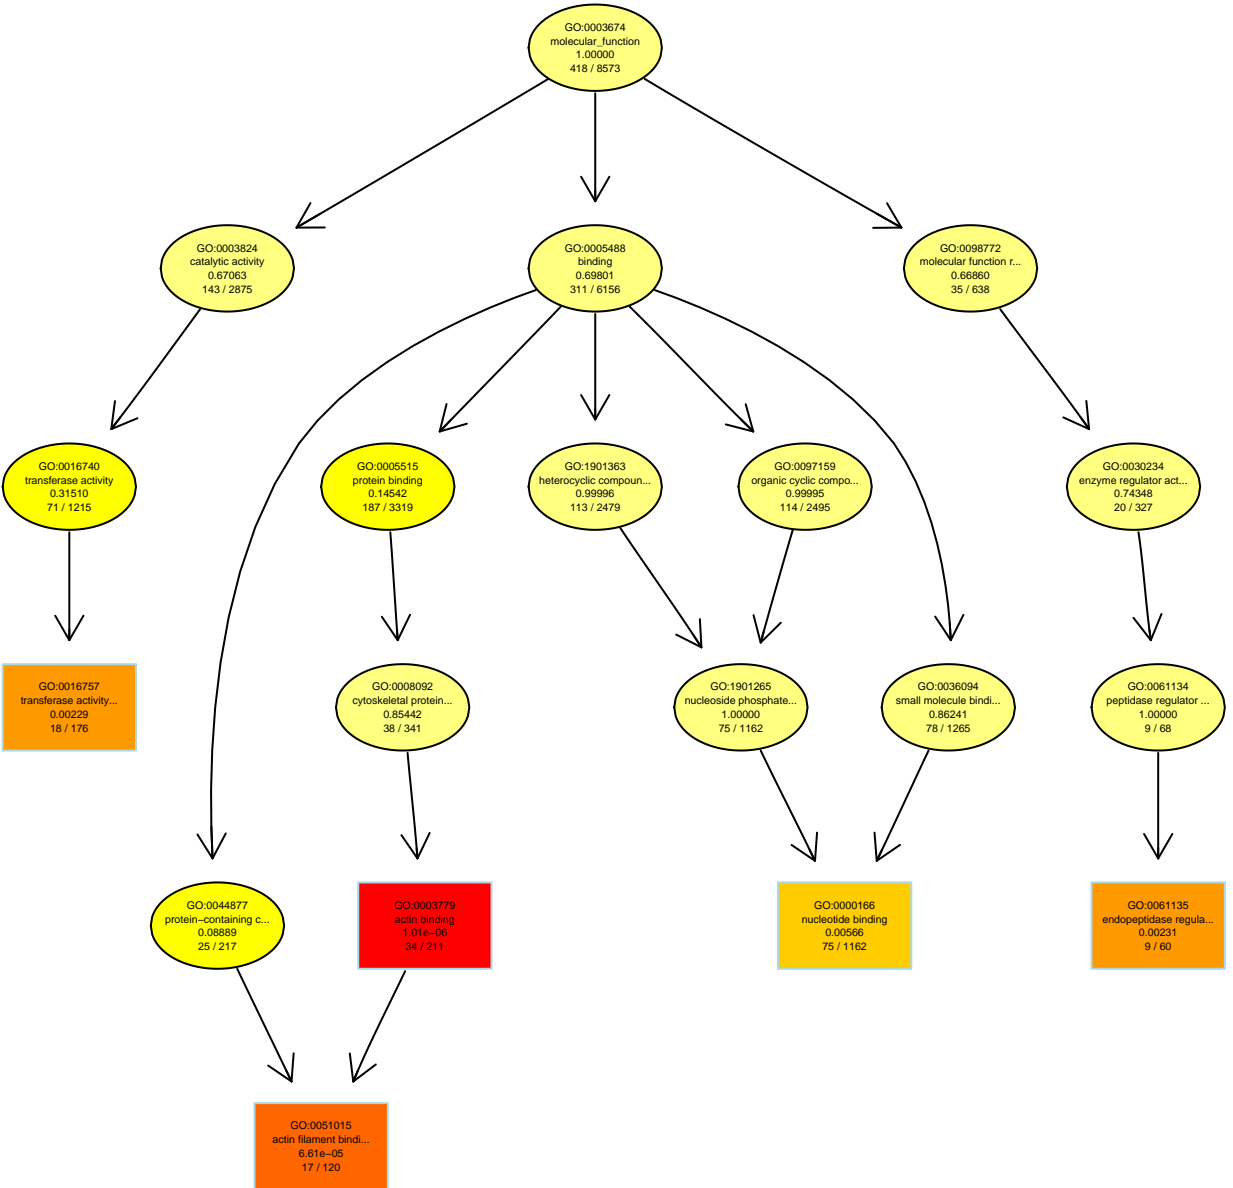 GO:0003674
molecular_function
1.00000
418 / 8573
GO:0003824
catalytic activity
0.67063
143 / 2875
GO:0005488
binding
0.69801
311 / 6156
GO:0098772
molecular function r...
0.66860
35 / 638
GO:0016740
transferase activity
0.31510
71 / 1215
GO:0005515
protein binding
0.14542
187 / 3319
GO:1901363
heterocyclic compoun...
0.99996
113 / 2479
GO:0097159
organic cyclic compo...
0.99995
114 / 2495
GO:0030234
enzyme regulator act...
0.74348
20 / 327
GO:0016757
transferase activity...
0.00229
18 / 176
GO:0008092
cytoskeletal protein...
0.85442
38 / 341
GO:1901265
nucleoside phosphate...
1.00000
75 / 1162
GO:0036094
small molecule bindi...
0.86241
78 / 1265
GO:0061134
peptidase regulator ...
1.00000
9 / 68
GO:0044877
protein−containing c...
0.08889
25 / 217
GO:0003779
actin binding
1.01e−06
34 / 211
GO:0000166
nucleotide binding
0.00566
75 / 1162
GO:0061135
endopeptidase regula...
0.00231
9 / 60
GO:0051015
actin filament bindi...
6.61e−05
17 / 120